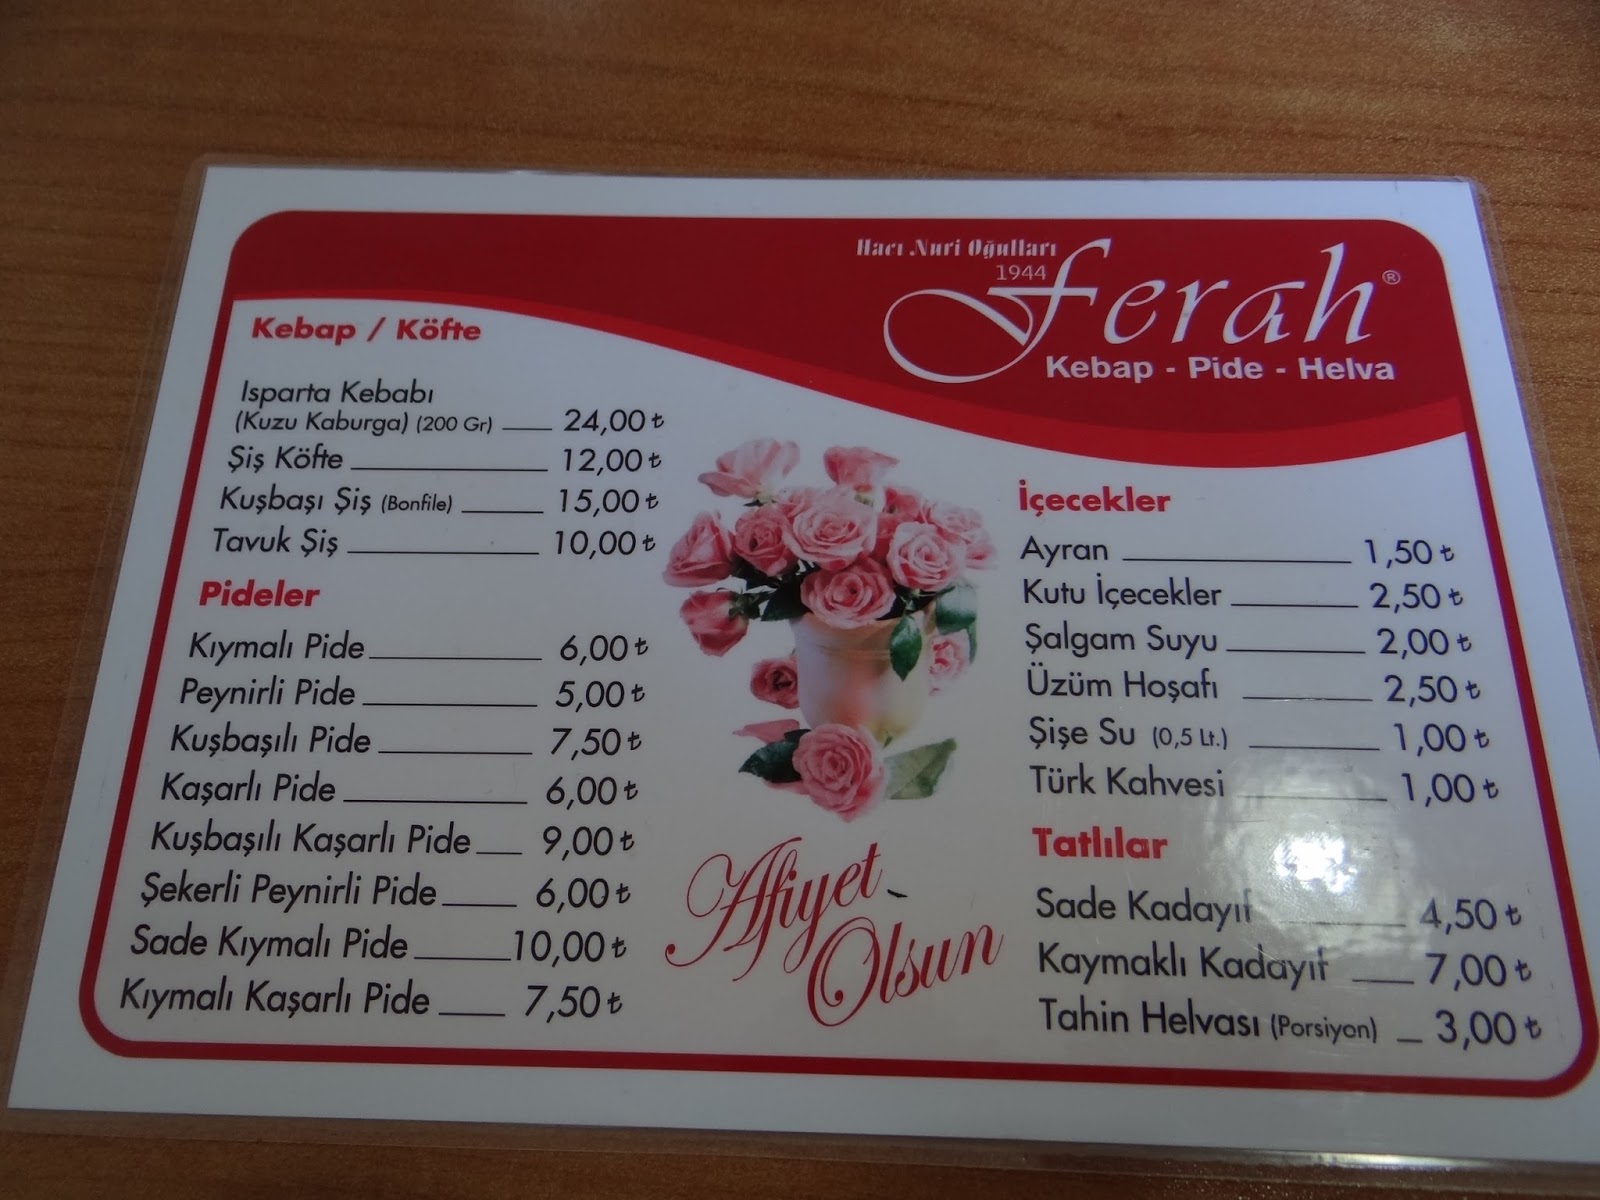 Hacı Nuri Oğulları
1944
Ferah®
Kebap - Pide - Helva
Kebap / Köfte
Isparta Kebabı
(Kuzu Kaburga) (200 Gr) 24,00 ₺
Şiş Köfte 12,00 ₺
Kuşbaşı Şiş (Bonfile) 15,00 ₺
Tavuk Şiş 10,00 ₺
Pideler
Kıymalı Pide 6,00 ₺
Peynirli Pide 5,00 ₺
Kuşbaşılı Pide 7,50 ₺
Kaşarlı Pide 6,00 ₺
Kuşbaşılı Kaşarlı Pide 9,00 ₺
Şekerli Peynirli Pide 6,00 ₺
Sade Kıymalı Pide 10,00 ₺
Kıymalı Kaşarlı Pide 7,50 ₺
Afiyet
Olsun
İçecekler
Ayran 1,50 ₺
Kutu İçecekler 2,50 ₺
Şalgam Suyu 2,00 ₺
Üzüm Hoşafı 2,50 ₺
Şişe Su (0,5 Lt.) 1,00 ₺
Türk Kahvesi 1,00 ₺
Tatlılar
Sade Kadayıf 4,50 ₺
Kaymaklı Kadayıf 7,00 ₺
Tahin Helvası (Porsiyon) 3,00 ₺